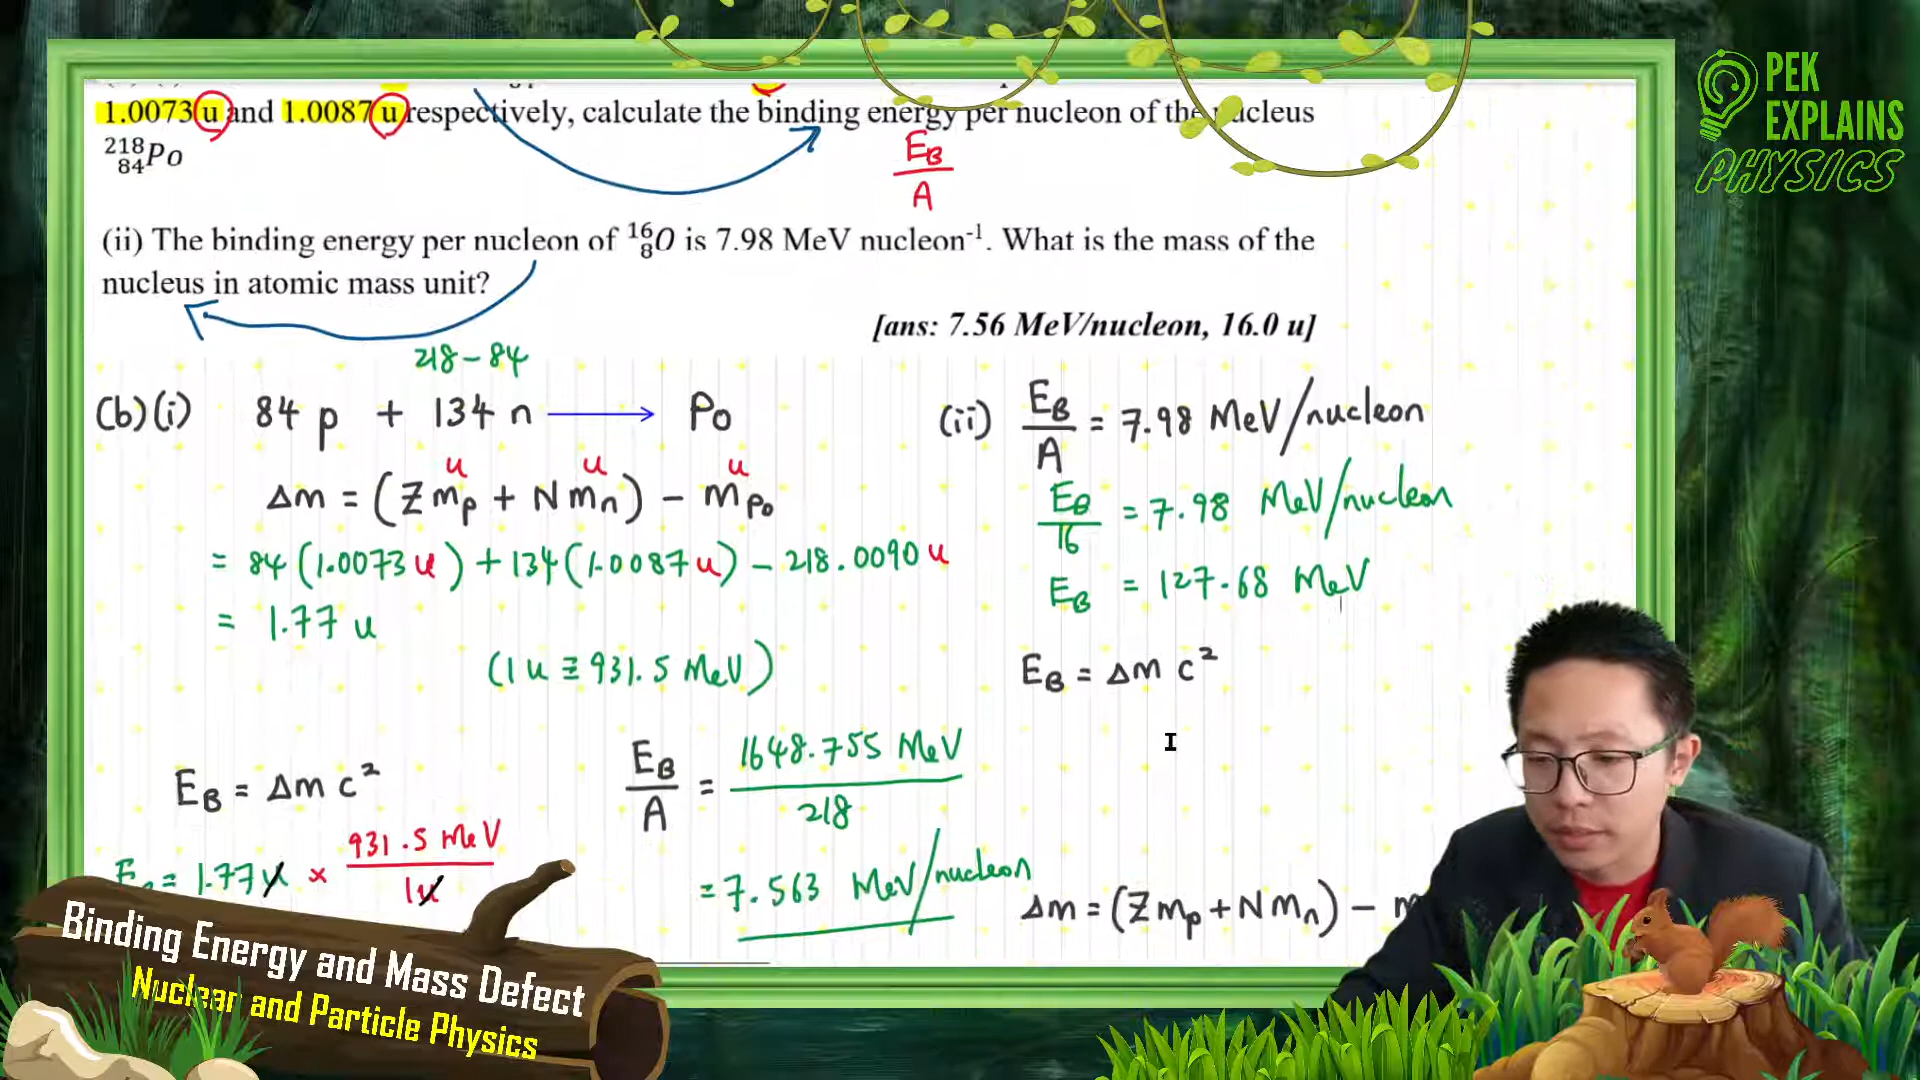 1.0073 u and 1.0087 u respectively, calculate the binding energy per nucleon of the nucleus
²¹⁸₈₄Po
E_B/A
(ii) The binding energy per nucleon of ¹⁶₈O is 7.98 MeV nucleon⁻¹. What is the mass of the
nucleus in atomic mass unit?
[ans: 7.56 MeV/nucleon, 16.0 u]
218 – 84
(b)(i) 84 p + 134 n → Po
u u u
Δm = (Z m_p + N m_n) – m_Po
= 84 (1.0073 u) + 134 (1.0087 u) – 218.0090 u
= 1.77 u
(1 u ≡ 931.5 MeV)
E_B = Δm c²
E_B = 1.77 u × 931.5 MeV / 1u
E_B/A = 1648.755 MeV / 218
= 7.563 MeV/nucleon
(ii) E_B/A = 7.98 MeV/nucleon
E_B/16 = 7.98 MeV/nucleon
E_B = 127.68 MeV
E_B = Δm c²
Δm = (Z m_p + N m_n) – m
PEK
EXPLAINS
PHYSICS
Binding Energy and Mass Defect
Nuclear and Particle Physics